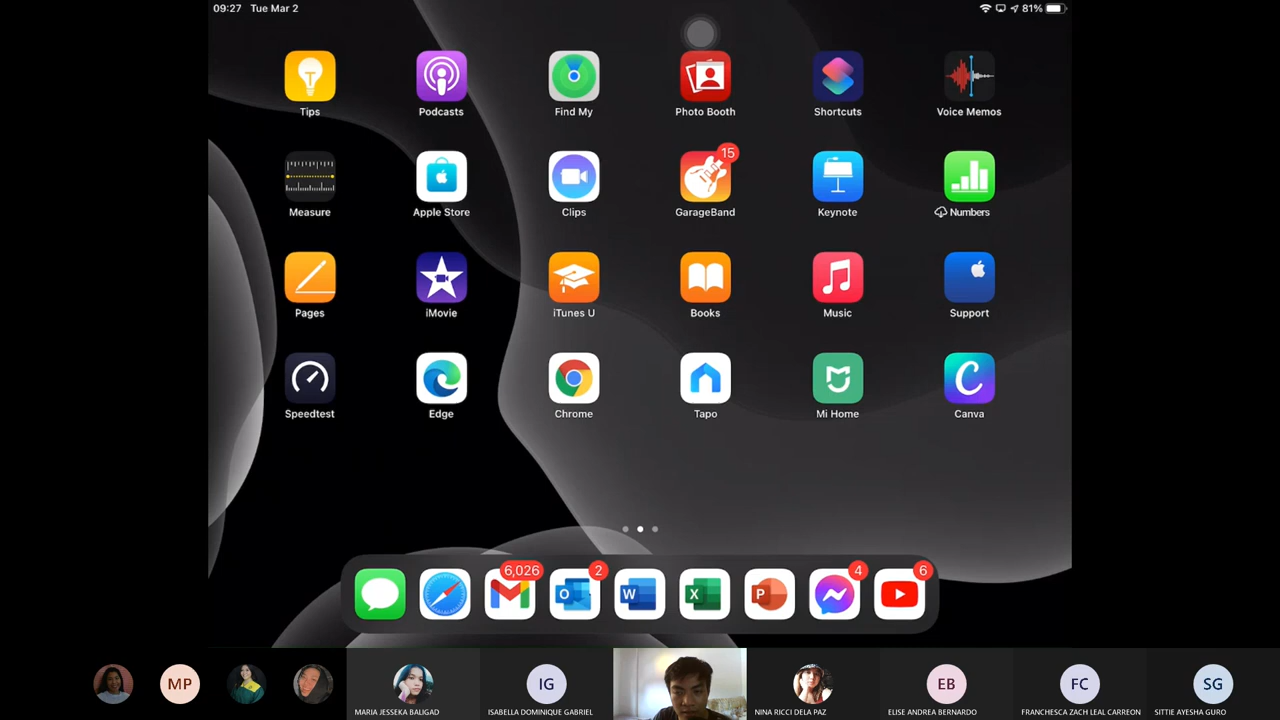 09:27 Tue Mar 2 81%
Tips Podcasts Find My Photo Booth Shortcuts Voice Memos
15
Measure Apple Store Clips GarageBand Keynote Numbers
Pages iMovie iTunes U Books Music Support
Speedtest Edge Chrome Tapo Mi Home Canva
6,026 2 4 6
O W X P
MP IG EB FC SG
MARIA JESSEKA BALIGAD ISABELLA DOMINIQUE GABRIEL NINA RICCI DELA PAZ ELISE ANDREA BERNARDO FRANCHESCA ZACH LEAL CARREON SITTIE AYESHA GURO